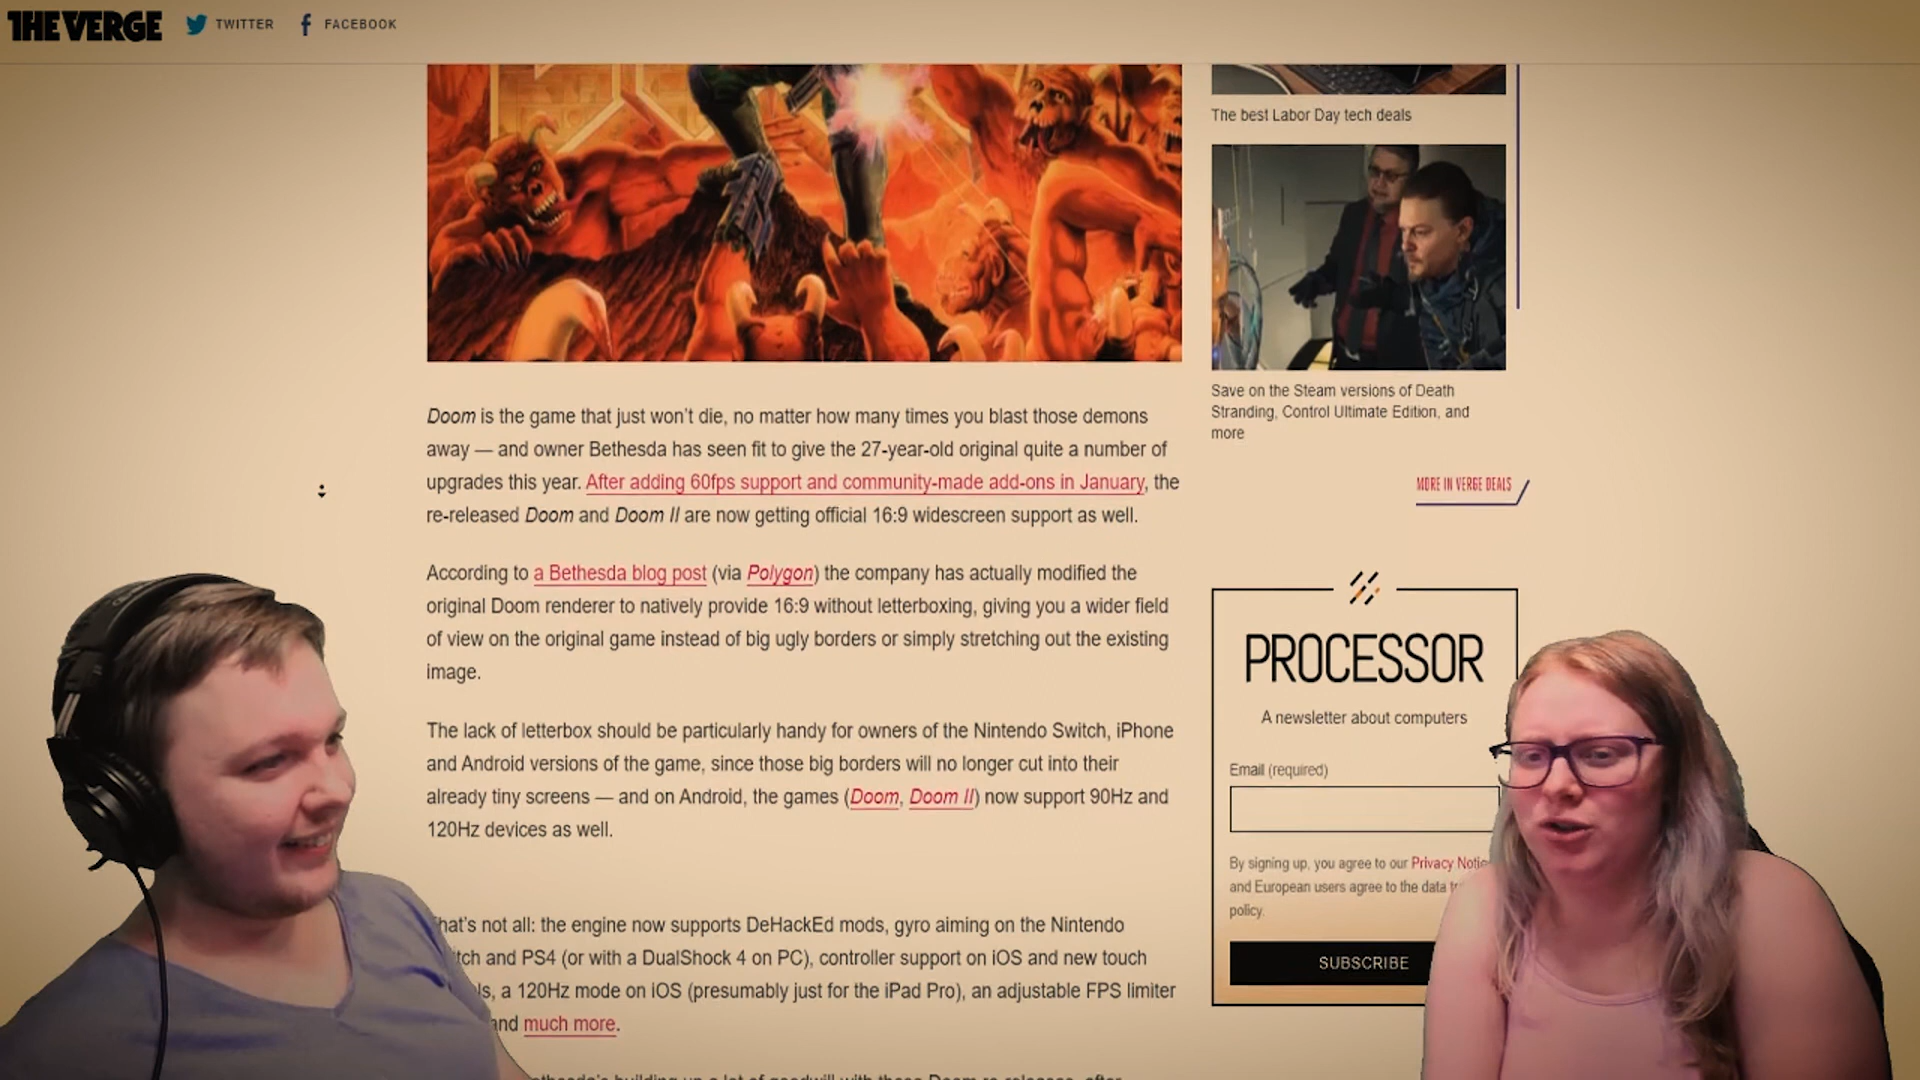 THE VERGE
TWITTER
FACEBOOK
The best Labor Day tech deals
Save on the Steam versions of Death
Stranding, Control Ultimate Edition, and
more
MORE IN VERGE DEALS
Doom is the game that just won't die, no matter how many times you blast those demons
away — and owner Bethesda has seen fit to give the 27-year-old original quite a number of
upgrades this year. After adding 60fps support and community-made add-ons in January, the
re-released Doom and Doom II are now getting official 16:9 widescreen support as well.
According to a Bethesda blog post (via Polygon) the company has actually modified the
original Doom renderer to natively provide 16:9 without letterboxing, giving you a wider field
of view on the original game instead of big ugly borders or simply stretching out the existing
image.
The lack of letterbox should be particularly handy for owners of the Nintendo Switch, iPhone
and Android versions of the game, since those big borders will no longer cut into their
already tiny screens — and on Android, the games (Doom, Doom II) now support 90Hz and
120Hz devices as well.
hat's not all: the engine now supports DeHackEd mods, gyro aiming on the Nintendo
tch and PS4 (or with a DualShock 4 on PC), controller support on iOS and new touch
ls, a 120Hz mode on iOS (presumably just for the iPad Pro), an adjustable FPS limiter
and much more.
building up a lot of goodwill with these Doom re-releases, after
PROCESSOR
A newsletter about computers
Email (required)
By signing up, you agree to our Privacy Notic
and European users agree to the data t
policy.
SUBSCRIBE